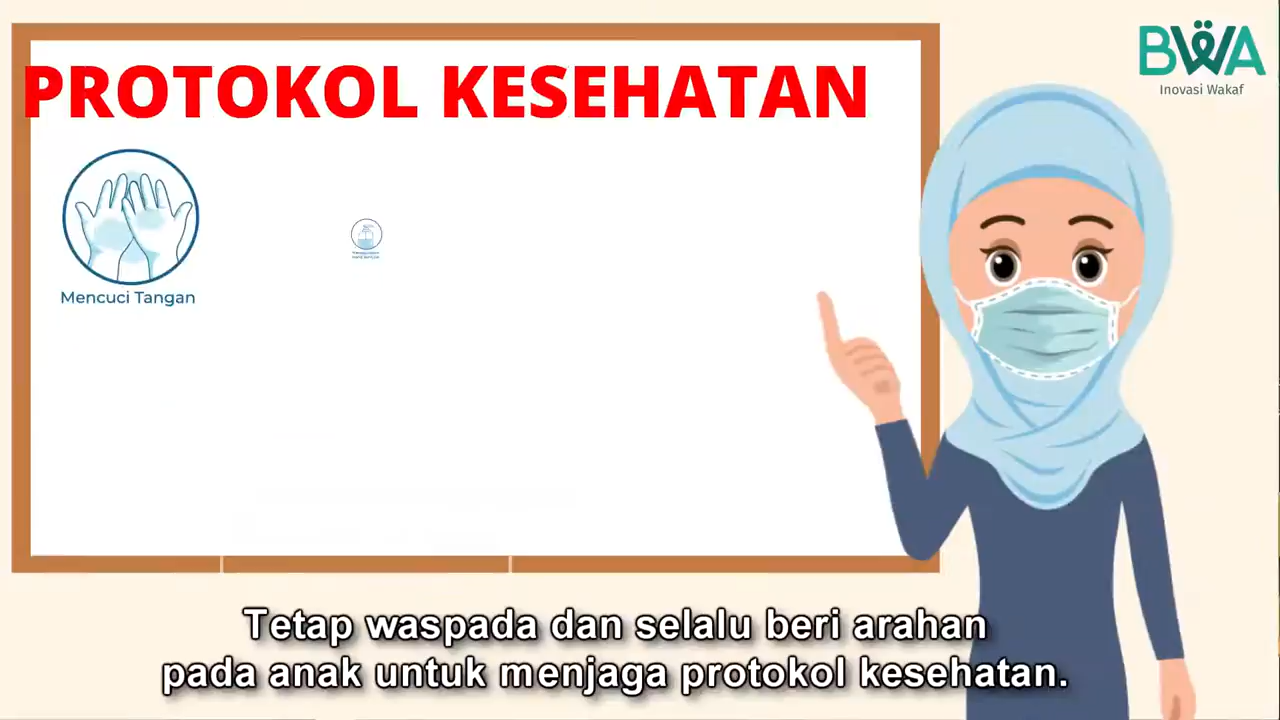 BWA
Inovasi Wakaf
PROTOKOL KESEHATAN
Mencuci Tangan
Tetap waspada dan selalu beri arahan
pada anak untuk menjaga protokol kesehatan.